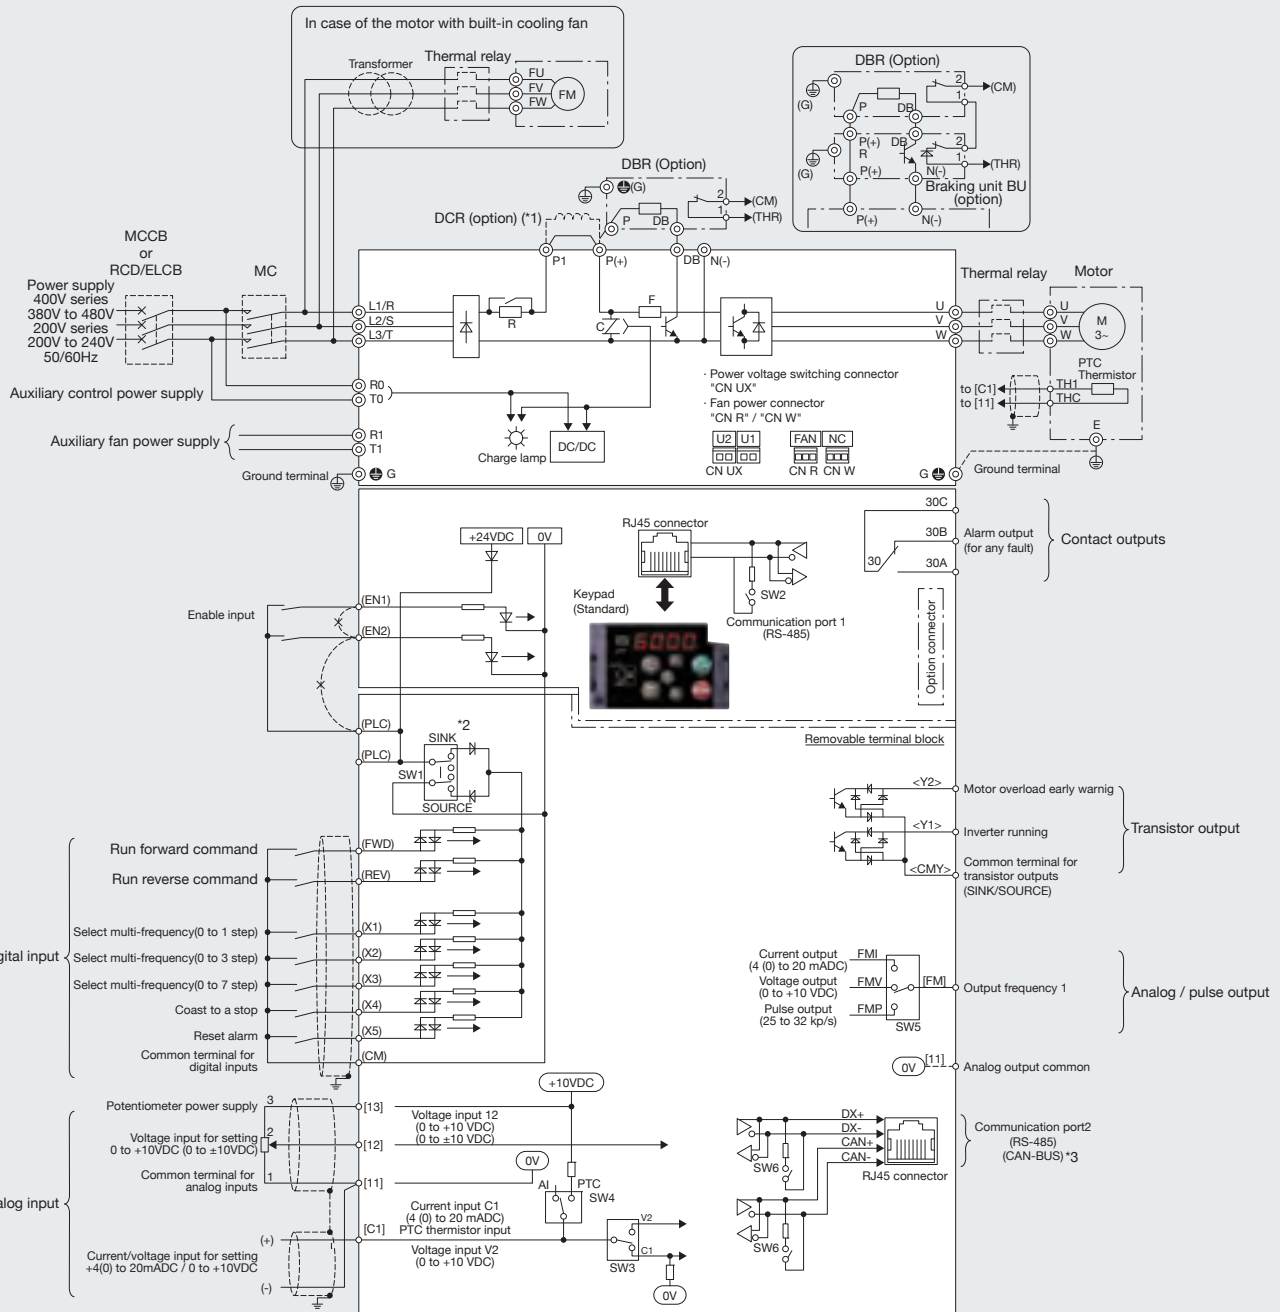 In case of the motor with built-in cooling fan
Transformer
Thermal relay
FU
FV
FW
FM
DBR (Option)
(G)
P
DB
2
1
(CM)
P(+)
R
DB
2
1
(THR)
(G)
P(+)
N(-)
Braking unit BU
(option)
P(+)
N(-)
DBR (Option)
(G)
P
DB
2
1
(CM)
(THR)
DCR (option) (*1)
P1
P(+)
DB
N(-)
MCCB
or
RCD/ELCB
MC
Power supply
400V series
380V to 480V
200V series
200V to 240V
50/60Hz
L1/R
L2/S
L3/T
R
C
F
U
V
W
Thermal relay
Motor
U
V
W
M
3~
PTC
Thermistor
to [C1]
to [11]
TH1
THC
E
Ground terminal
G
· Power voltage switching connector
"CN UX"
· Fan power connector
"CN R" / "CN W"
U2
U1
FAN
NC
CN UX
CN R
CN W
Auxiliary control power supply
R0
T0
Auxiliary fan power supply
R1
T1
Ground terminal
G
Charge lamp
DC/DC
+24VDC
0V
RJ45 connector
SW2
Keypad
(Standard)
Communication port 1
(RS-485)
6000
30C
30B
30A
30
Alarm output
(for any fault)
Contact outputs
Option connector
Enable input
(EN1)
(EN2)
(PLC)
(PLC)
*2
SINK
SW1
SOURCE
Removable terminal block
<Y2>
Motor overload early warnig
<Y1>
Inverter running
<CMY>
Common terminal for
transistor outputs
(SINK/SOURCE)
Transistor output
gital input
Run forward command
(FWD)
Run reverse command
(REV)
Select multi-frequency(0 to 1 step)
(X1)
Select multi-frequency(0 to 3 step)
(X2)
Select multi-frequency(0 to 7 step)
(X3)
Coast to a stop
(X4)
Reset alarm
(X5)
Common terminal for
digital inputs
(CM)
Current output
(4 (0) to 20 mADC)
FMI
Voltage output
(0 to +10 VDC)
FMV
Pulse output
(25 to 32 kp/s)
FMP
SW5
[FM]
Output frequency 1
Analog / pulse output
0V
[11]
Analog output common
alog input
Potentiometer power supply
3
[13]
+10VDC
Voltage input 12
(0 to +10 VDC)
(0 to ±10 VDC)
Voltage input for setting
0 to +10VDC (0 to ±10VDC)
2
[12]
Common terminal for
analog inputs
1
[11]
0V
AI
PTC
SW4
Current input C1
(4 (0) to 20 mADC)
PTC thermistor input
[C1]
Voltage input V2
(0 to +10 VDC)
(+)
Current/voltage input for setting
+4(0) to 20mADC / 0 to +10VDC
(-)
V2
C1
SW3
0V
DX+
DX-
CAN+
CAN-
SW6
SW6
RJ45 connector
Communication port2
(RS-485)
(CAN-BUS) *3